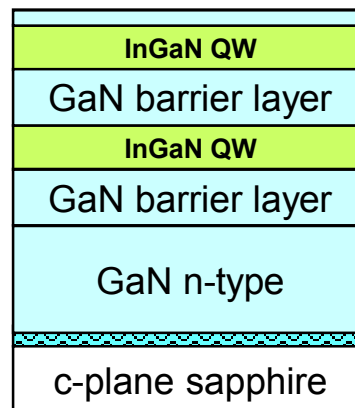 InGaN QW
GaN barrier layer
InGaN QW
GaN barrier layer
GaN n-type
c-plane sapphire